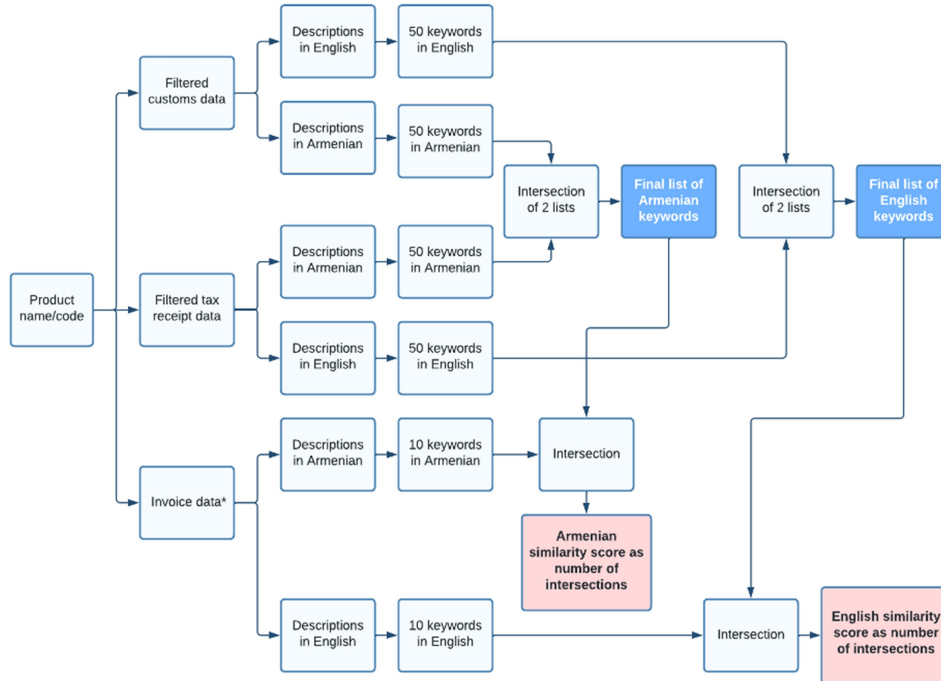 Descriptions
in English
50 keywords
in English
Filtered
customs data
Descriptions
in Armenian
50 keywords
in Armenian
Intersection
of 2 lists
Final list of
Armenian
keywords
Intersection
of 2 lists
Final list of
English
keywords
Descriptions
in Armenian
50 keywords
in Armenian
Product
name/code
Filtered tax
receipt data
Descriptions
in English
50 keywords
in English
Descriptions
in Armenian
10 keywords
in Armenian
Intersection
Invoice data*
Armenian
similarity score as
number of
intersections
Descriptions
in English
10 keywords
in English
Intersection
English similarity
score as number
of intersections